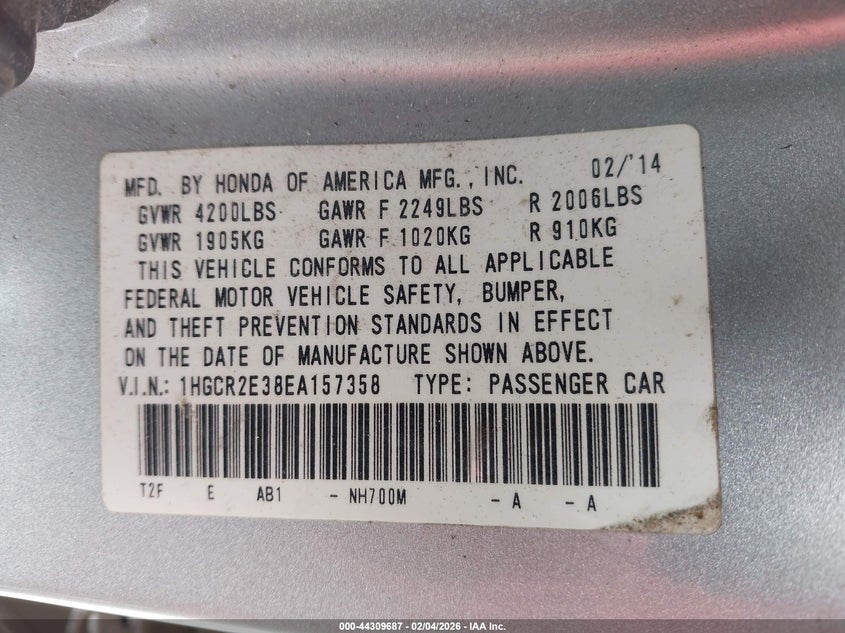 MFD. BY HONDA OF AMERICA MFG., INC. 02/'14
GVWR 4200LBS GAWR F 2249LBS R 2006LBS
GVWR 1905KG GAWR F 1020KG R 910KG
THIS VEHICLE CONFORMS TO ALL APPLICABLE
FEDERAL MOTOR VEHICLE SAFETY, BUMPER,
AND THEFT PREVENTION STANDARDS IN EFFECT
ON THE DATE OF MANUFACTURE SHOWN ABOVE.
V.I.N.: 1HGCR2E38EA157358 TYPE: PASSENGER CAR
T2F E AB1 - NH700M - A - A
000-44309687 - 02/04/2026 - IAA Inc.